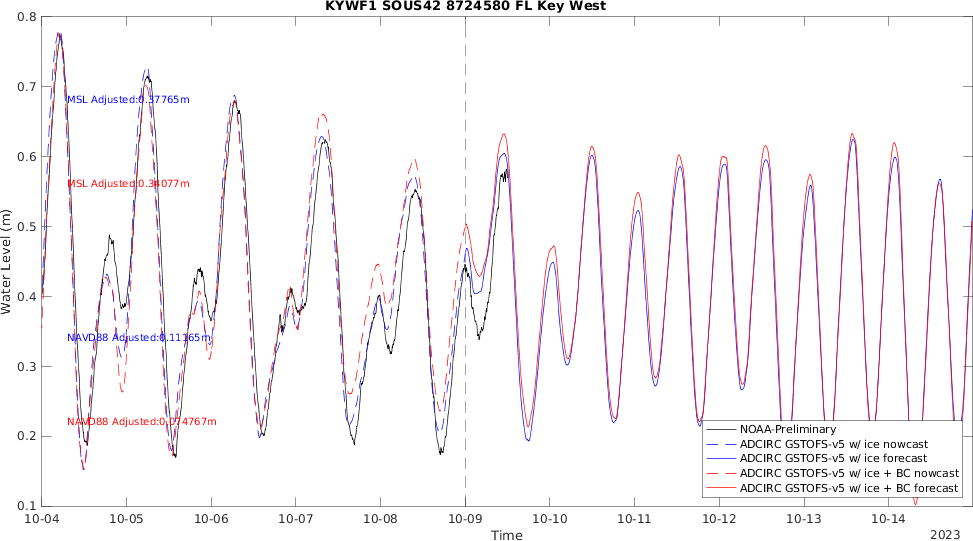 KYWF1 SOUS42 8724580 FL Key West
Water Level (m)
0.8
0.7
0.6
0.5
0.4
0.3
0.2
0.1
MSL Adjusted:0.37765m
MSL Adjusted:0.34077m
NAVD88 Adjusted:0.11165m
NAVD88 Adjusted:0.074767m
NOAA-Preliminary
ADCIRC GSTOFS-v5 w/ ice nowcast
ADCIRC GSTOFS-v5 w/ ice forecast
ADCIRC GSTOFS-v5 w/ ice + BC nowcast
ADCIRC GSTOFS-v5 w/ ice + BC forecast
10-04 10-05 10-06 10-07 10-08 10-09 10-10 10-11 10-12 10-13 10-14
Time
2023